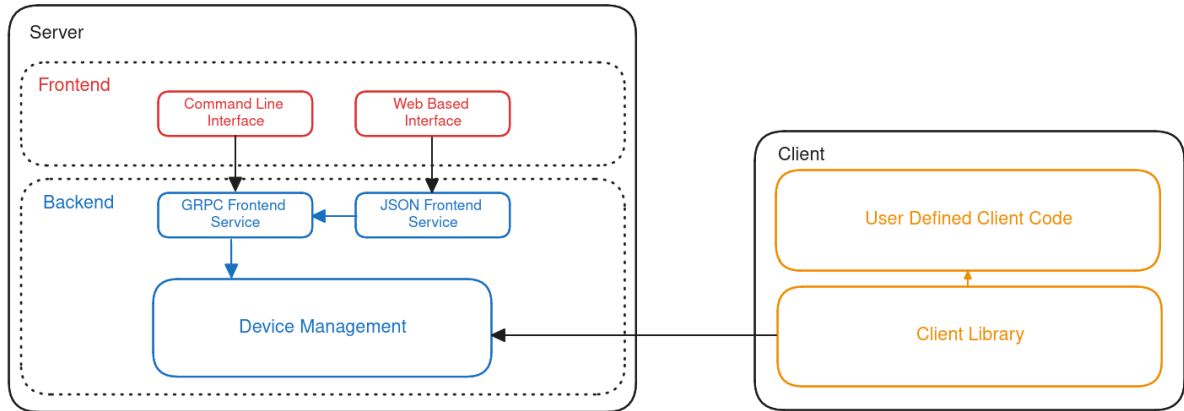 Server
Frontend
Command Line
Interface
Web Based
Interface
Backend
GRPC Frontend
Service
JSON Frontend
Service
Device Management
Client
User Defined Client Code
Client Library